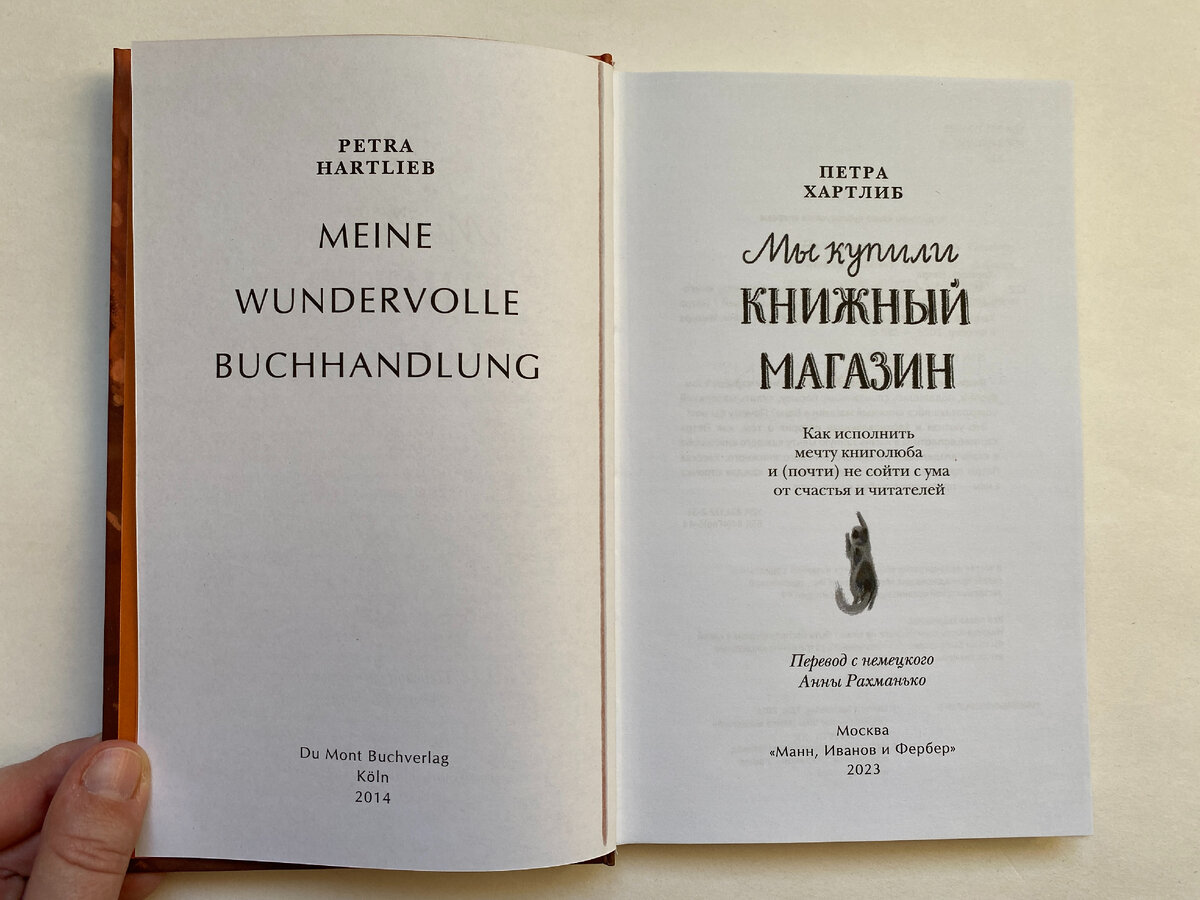 PETRA
HARTLIEB
MEINE
WUNDERVOLLE
BUCHHANDLUNG
Du Mont Buchverlag
Köln
2014
ПЕТРА
ХАРТЛИБ
Мы купили
КНИЖНЫЙ
МАГАЗИН
Как исполнить
мечту книголюба
и (почти) не сойти с ума
от счастья и читателей
Перевод с немецкого
Анны Рахманько
Москва
«Манн, Иванов и Фербер»
2023